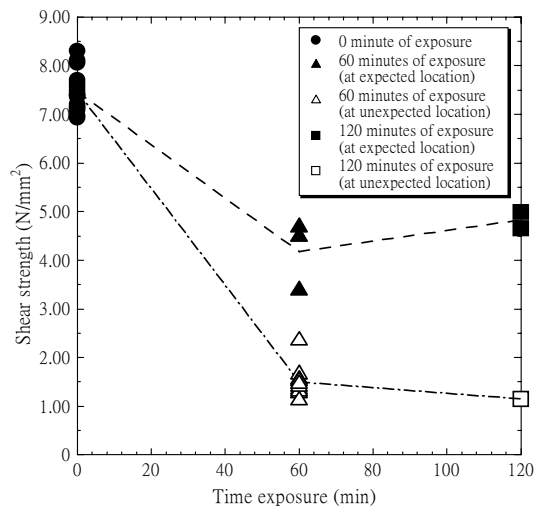 9.00
8.00
7.00
6.00
5.00
4.00
3.00
2.00
1.00
0
Shear strength (N/mm²)
0 minute of exposure
60 minutes of exposure
(at expected location)
60 minutes of exposure
(at unexpected location)
120 minutes of exposure
(at expected location)
120 minutes of exposure
(at unexpected location)
0 20 40 60 80 100 120
Time exposure (min)